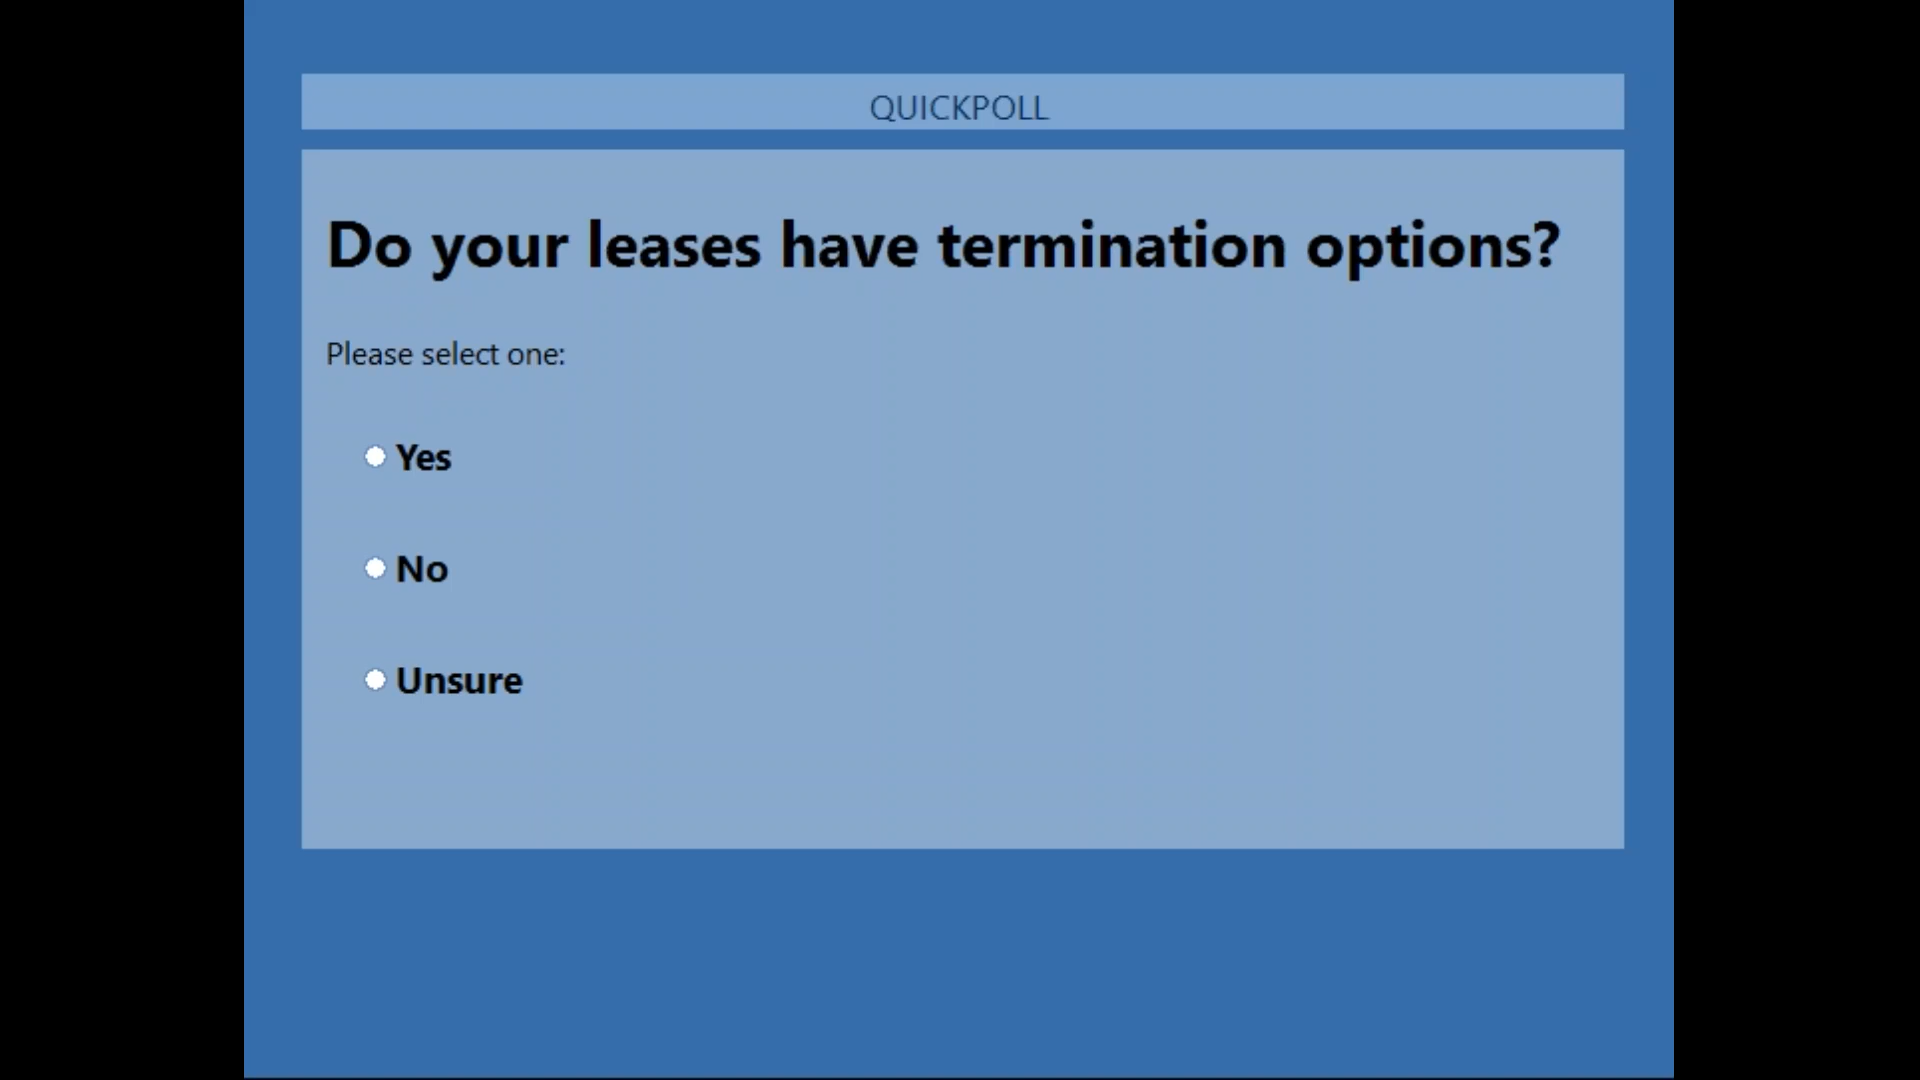 QUICKPOLL
Do your leases have termination options?
Please select one:
Yes
No
Unsure